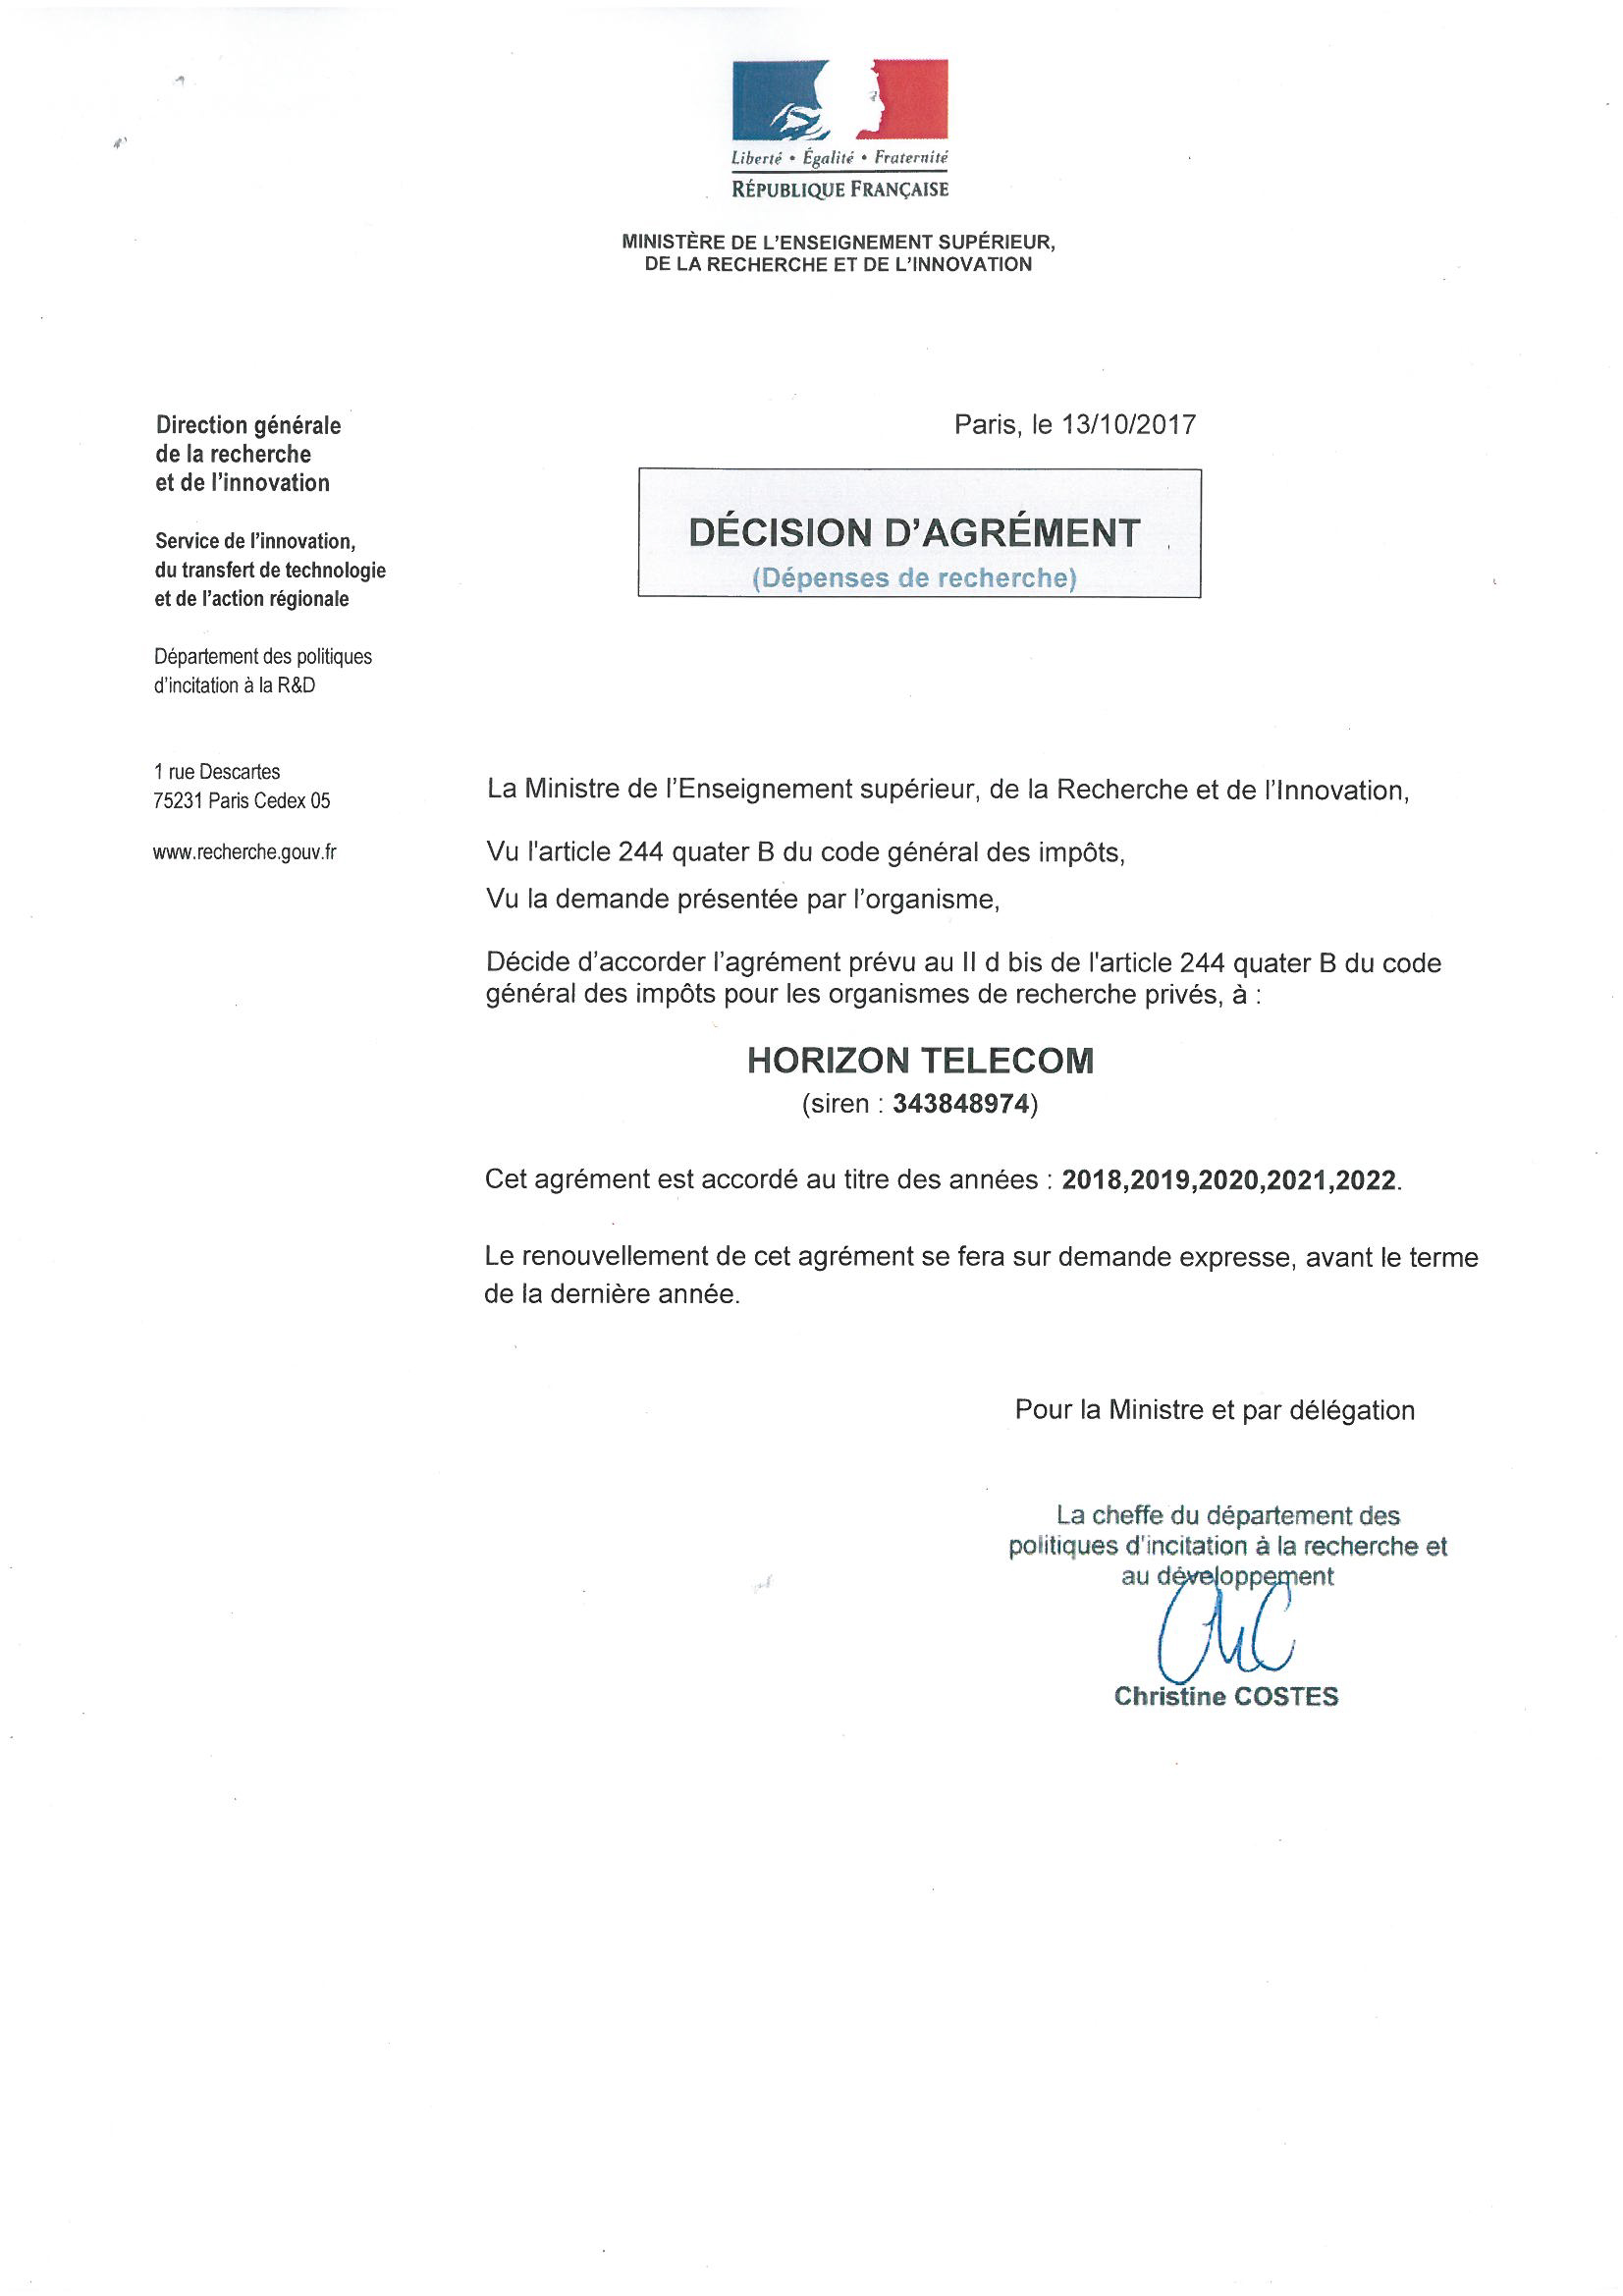 Liberté • Égalité • Fraternité
RÉPUBLIQUE FRANÇAISE
MINISTÈRE DE L'ENSEIGNEMENT SUPÉRIEUR,
DE LA RECHERCHE ET DE L'INNOVATION
Direction générale
de la recherche
et de l'innovation
Service de l'innovation,
du transfert de technologie
et de l'action régionale
Département des politiques
d'incitation à la R&D
1 rue Descartes
75231 Paris Cedex 05
www.recherche.gouv.fr
Paris, le 13/10/2017
DÉCISION D'AGRÉMENT
(Dépenses de recherche)
La Ministre de l'Enseignement supérieur, de la Recherche et de l'Innovation,
Vu l'article 244 quater B du code général des impôts,
Vu la demande présentée par l'organisme,
Décide d'accorder l'agrément prévu au II d bis de l'article 244 quater B du code
général des impôts pour les organismes de recherche privés, à :
HORIZON TELECOM
(siren : 343848974)
Cet agrément est accordé au titre des années : 2018,2019,2020,2021,2022.
Le renouvellement de cet agrément se fera sur demande expresse, avant le terme
de la dernière année.
Pour la Ministre et par délégation
La cheffe du département des
politiques d'incitation à la recherche et
au développement
Christine COSTES